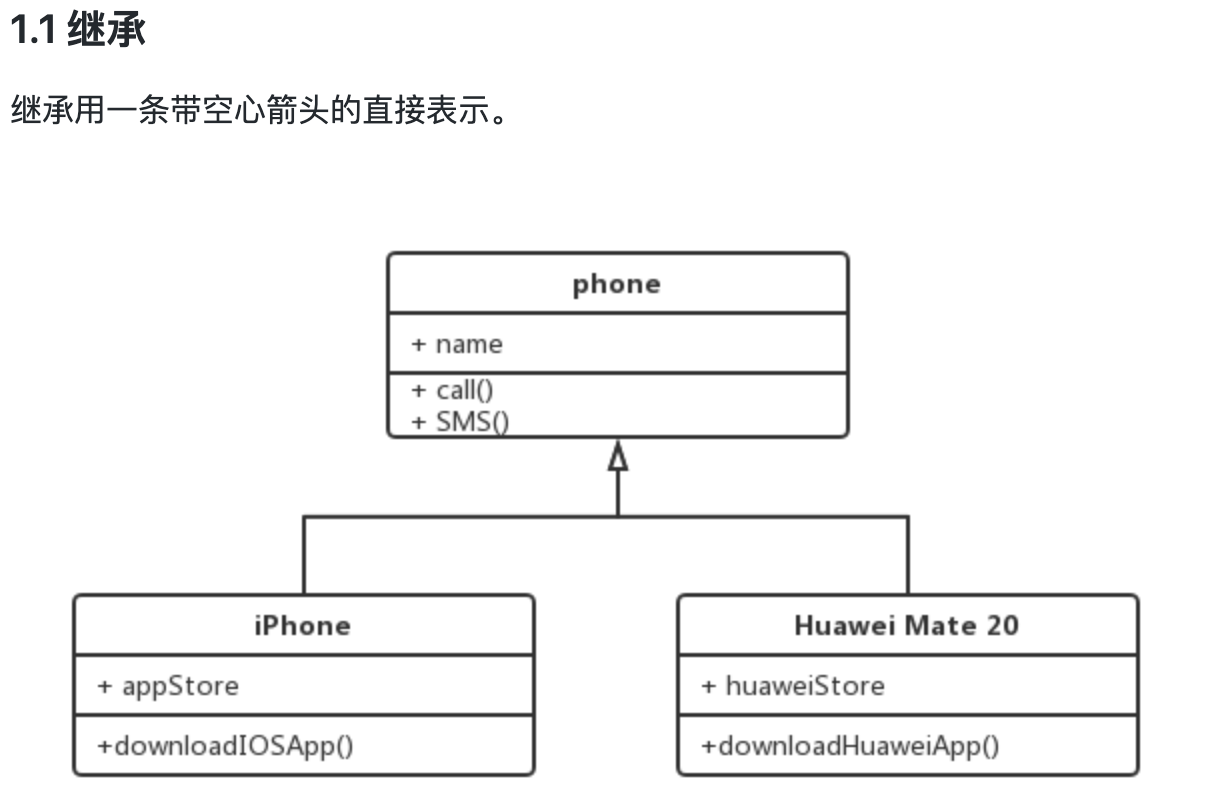 1.1 继承
继承用一条带空心箭头的直接表示。
phone
+ name
+ call()
+ SMS()
iPhone
+ appStore
+downloadIOSApp()
Huawei Mate 20
+ huaweiStore
+downloadHuaweiApp()